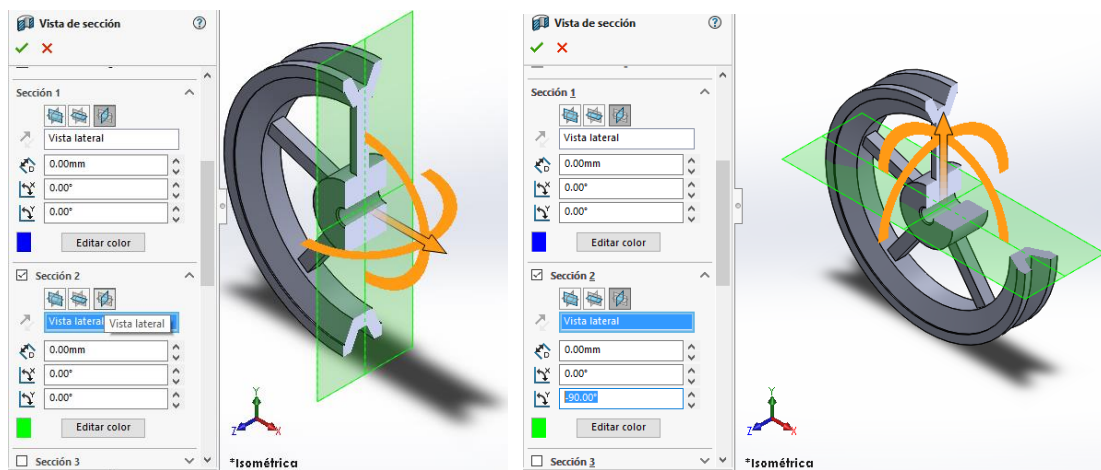 Vista de sección
Sección 1
Vista lateral
0.00mm
0.00°
0.00°
Editar color
Sección 2
Vista lateral
Vista lateral
0.00mm
0.00°
0.00°
Editar color
Sección 3
Y
Z
X
*Isométrica
Vista de sección
Sección 1
Vista lateral
0.00mm
0.00°
0.00°
Editar color
Sección 2
Vista lateral
0.00mm
0.00°
-90.00°
Editar color
Sección 3
Y
Z
X
*Isométrica